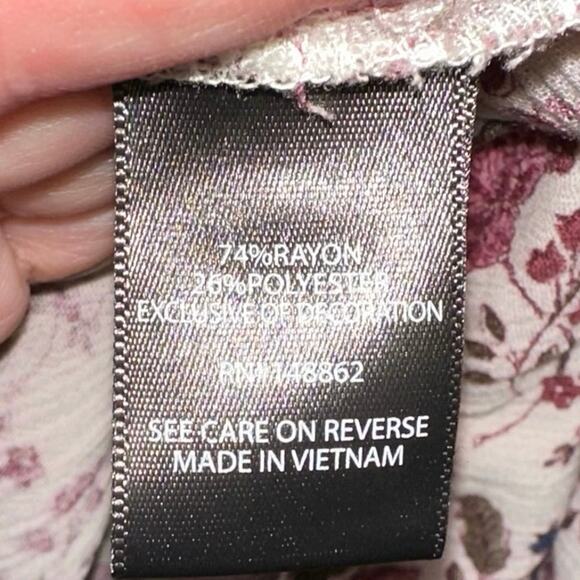 74%RAYON
26%POLYESTER
EXCLUSIVE OF DECORATION
RN# 148862
SEE CARE ON REVERSE
MADE IN VIETNAM